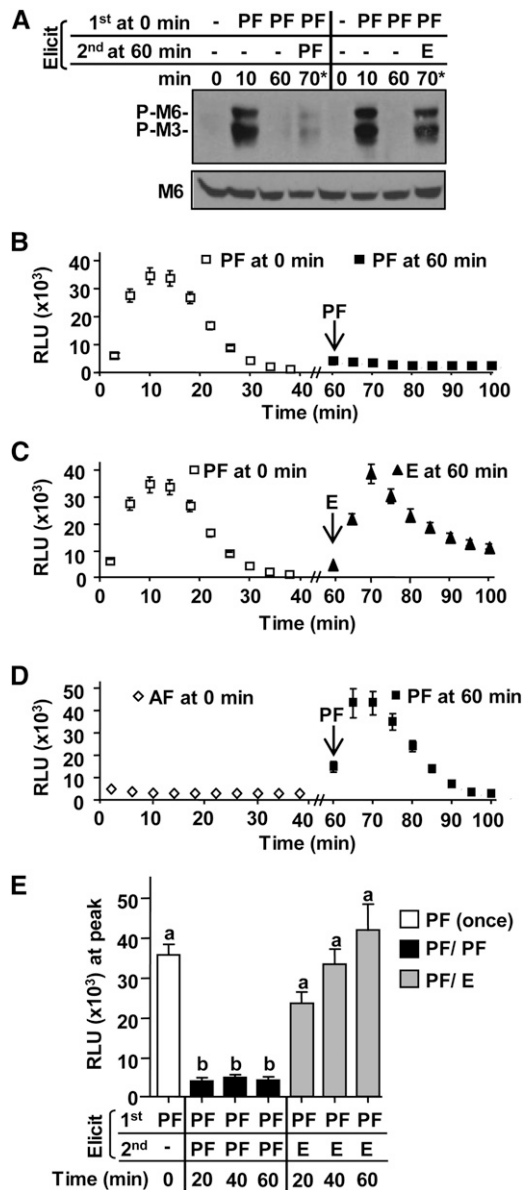 A
Elicit
1st at 0 min - PF PF PF - PF PF PF
2nd at 60 min - - - PF - - - E
min 0 10 60 70* 0 10 60 70*
P-M6-
P-M3-
M6
B
□ PF at 0 min ■ PF at 60 min
RLU (x10³)
40
30
20
10
0
PF
0 10 20 30 40 60 70 80 90 100
Time (min)
C
□ PF at 0 min ▲ E at 60 min
RLU (x10³)
40
30
20
10
0
E
0 10 20 30 40 60 70 80 90 100
Time (min)
D
◇ AF at 0 min ■ PF at 60 min
RLU (x10³)
50
40
30
20
10
0
PF
0 10 20 30 40 60 70 80 90 100
Time (min)
E
RLU (x10³) at peak
50
40
30
20
10
0
a b b b a a a
PF (once)
PF/ PF
PF/ E
Elicit
1st PF PF PF PF PF PF PF
2nd - PF PF PF E E E
Time (min) 0 20 40 60 20 40 60